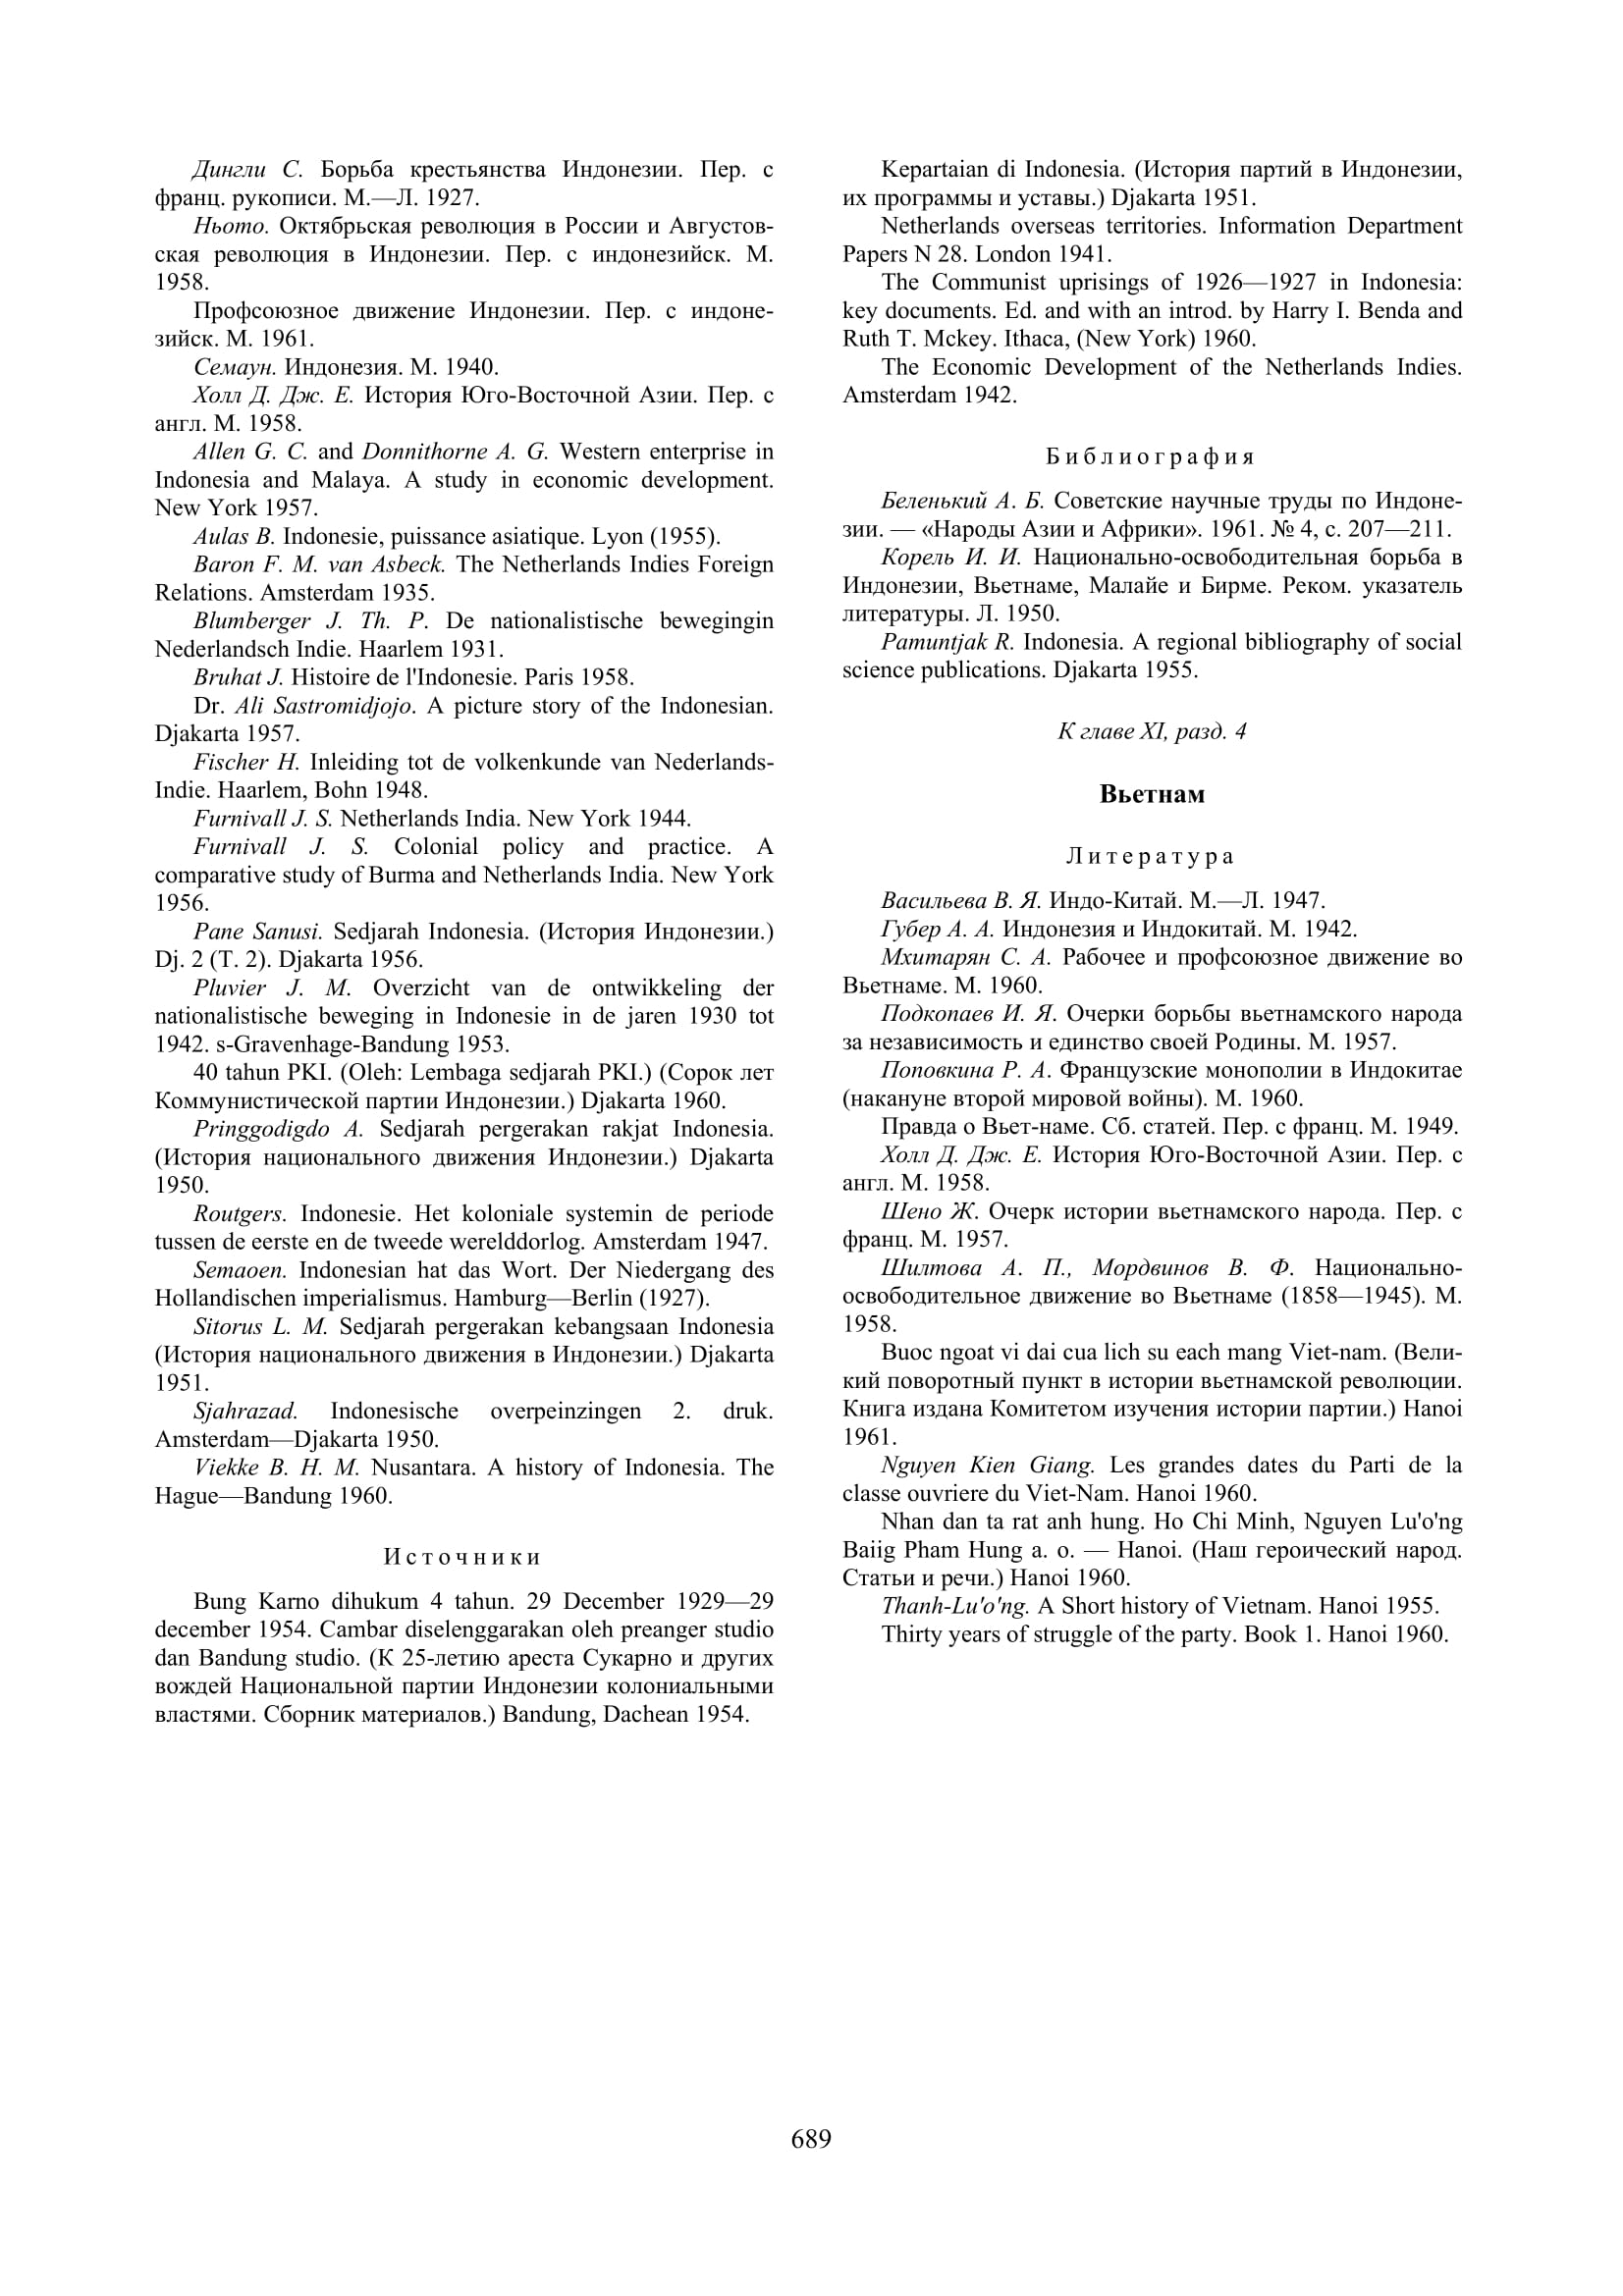 Дингли С. Борьба крестьянства Индонезии. Пер. с
франц. рукописи. М.—Л. 1927.
Ньото. Октябрьская революция в России и Августов-
ская революция в Индонезии. Пер. с индонезийск. М.
1958.
Профсоюзное движение Индонезии. Пер. с индоне-
зийск. М. 1961.
Семаун. Индонезия. М. 1940.
Холл Д. Дж. Е. История Юго-Восточной Азии. Пер. с
англ. М. 1958.
Allen G. C. and Donnithorne A. G. Western enterprise in
Indonesia and Malaya. A study in economic development.
New York 1957.
Aulas B. Indonesie, puissance asiatique. Lyon (1955).
Baron F. M. van Asbeck. The Netherlands Indies Foreign
Relations. Amsterdam 1935.
Blumberger J. Th. P. De nationalistische bewegingin
Nederlandsch Indie. Haarlem 1931.
Bruhat J. Histoire de l'Indonesie. Paris 1958.
Dr. Ali Sastromidjojo. A picture story of the Indonesian.
Djakarta 1957.
Fischer H. Inleiding tot de volkenkunde van Nederlands-
Indie. Haarlem, Bohn 1948.
Furnivall J. S. Netherlands India. New York 1944.
Furnivall J. S. Colonial policy and practice. A
comparative study of Burma and Netherlands India. New York
1956.
Pane Sanusi. Sedjarah Indonesia. (История Индонезии.)
Dj. 2 (Т. 2). Djakarta 1956.
Pluvier J. M. Overzicht van de ontwikkeling der
nationalistische beweging in Indonesie in de jaren 1930 tot
1942. s-Gravenhage-Bandung 1953.
40 tahun PKI. (Oleh: Lembaga sedjarah PKI.) (Сорок лет
Коммунистической партии Индонезии.) Djakarta 1960.
Pringgodigdo A. Sedjarah pergerakan rakjat Indonesia.
(История национального движения Индонезии.) Djakarta
1950.
Routgers. Indonesie. Het koloniale systemin de periode
tussen de eerste en de tweede werelddorlog. Amsterdam 1947.
Semaoen. Indonesian hat das Wort. Der Niedergang des
Hollandischen imperialismus. Hamburg—Berlin (1927).
Sitorus L. M. Sedjarah pergerakan kebangsaan Indonesia
(История национального движения в Индонезии.) Djakarta
1951.
Sjahrazad. Indonesische overpeinzingen 2. druk.
Amsterdam—Djakarta 1950.
Viekke B. H. M. Nusantara. A history of Indonesia. The
Hague—Bandung 1960.
Источники
Bung Karno dihukum 4 tahun. 29 December 1929—29
december 1954. Cambar diselenggarakan oleh preanger studio
dan Bandung studio. (К 25-летию ареста Сукарно и других
вождей Национальной партии Индонезии колониальными
властями. Сборник материалов.) Bandung, Dachean 1954.
Kepartaian di Indonesia. (История партий в Индонезии,
их программы и уставы.) Djakarta 1951.
Netherlands overseas territories. Information Department
Papers N 28. London 1941.
The Communist uprisings of 1926—1927 in Indonesia:
key documents. Ed. and with an introd. by Harry I. Benda and
Ruth T. Mckey. Ithaca, (New York) 1960.
The Economic Development of the Netherlands Indies.
Amsterdam 1942.
Библиография
Беленький А. Б. Советские научные труды по Индоне-
зии. — «Народы Азии и Африки». 1961. № 4, с. 207—211.
Корель И. И. Национально-освободительная борьба в
Индонезии, Вьетнаме, Малайе и Бирме. Реком. указатель
литературы. Л. 1950.
Pamuntjak R. Indonesia. A regional bibliography of social
science publications. Djakarta 1955.
К главе XI, разд. 4
Вьетнам
Литература
Васильева В. Я. Индо-Китай. М.—Л. 1947.
Губер А. А. Индонезия и Индокитай. М. 1942.
Мхитарян С. А. Рабочее и профсоюзное движение во
Вьетнаме. М. 1960.
Подкопаев И. Я. Очерки борьбы вьетнамского народа
за независимость и единство своей Родины. М. 1957.
Поповкина Р. А. Французские монополии в Индокитае
(накануне второй мировой войны). М. 1960.
Правда о Вьет-наме. Сб. статей. Пер. с франц. М. 1949.
Холл Д. Дж. Е. История Юго-Восточной Азии. Пер. с
англ. М. 1958.
Шено Ж. Очерк истории вьетнамского народа. Пер. с
франц. М. 1957.
Шилтова А. П., Мордвинов В. Ф. Национально-
освободительное движение во Вьетнаме (1858—1945). М.
1958.
Buoc ngoat vi dai cua lich su each mang Viet-nam. (Вели-
кий поворотный пункт в истории вьетнамской революции.
Книга издана Комитетом изучения истории партии.) Hanoi
1961.
Nguyen Kien Giang. Les grandes dates du Parti de la
classe ouvriere du Viet-Nam. Hanoi 1960.
Nhan dan ta rat anh hung. Ho Chi Minh, Nguyen Lu'o'ng
Baiig Pham Hung a. o. — Hanoi. (Наш героический народ.
Статьи и речи.) Hanoi 1960.
Thanh-Lu'o'ng. A Short history of Vietnam. Hanoi 1955.
Thirty years of struggle of the party. Book 1. Hanoi 1960.
689